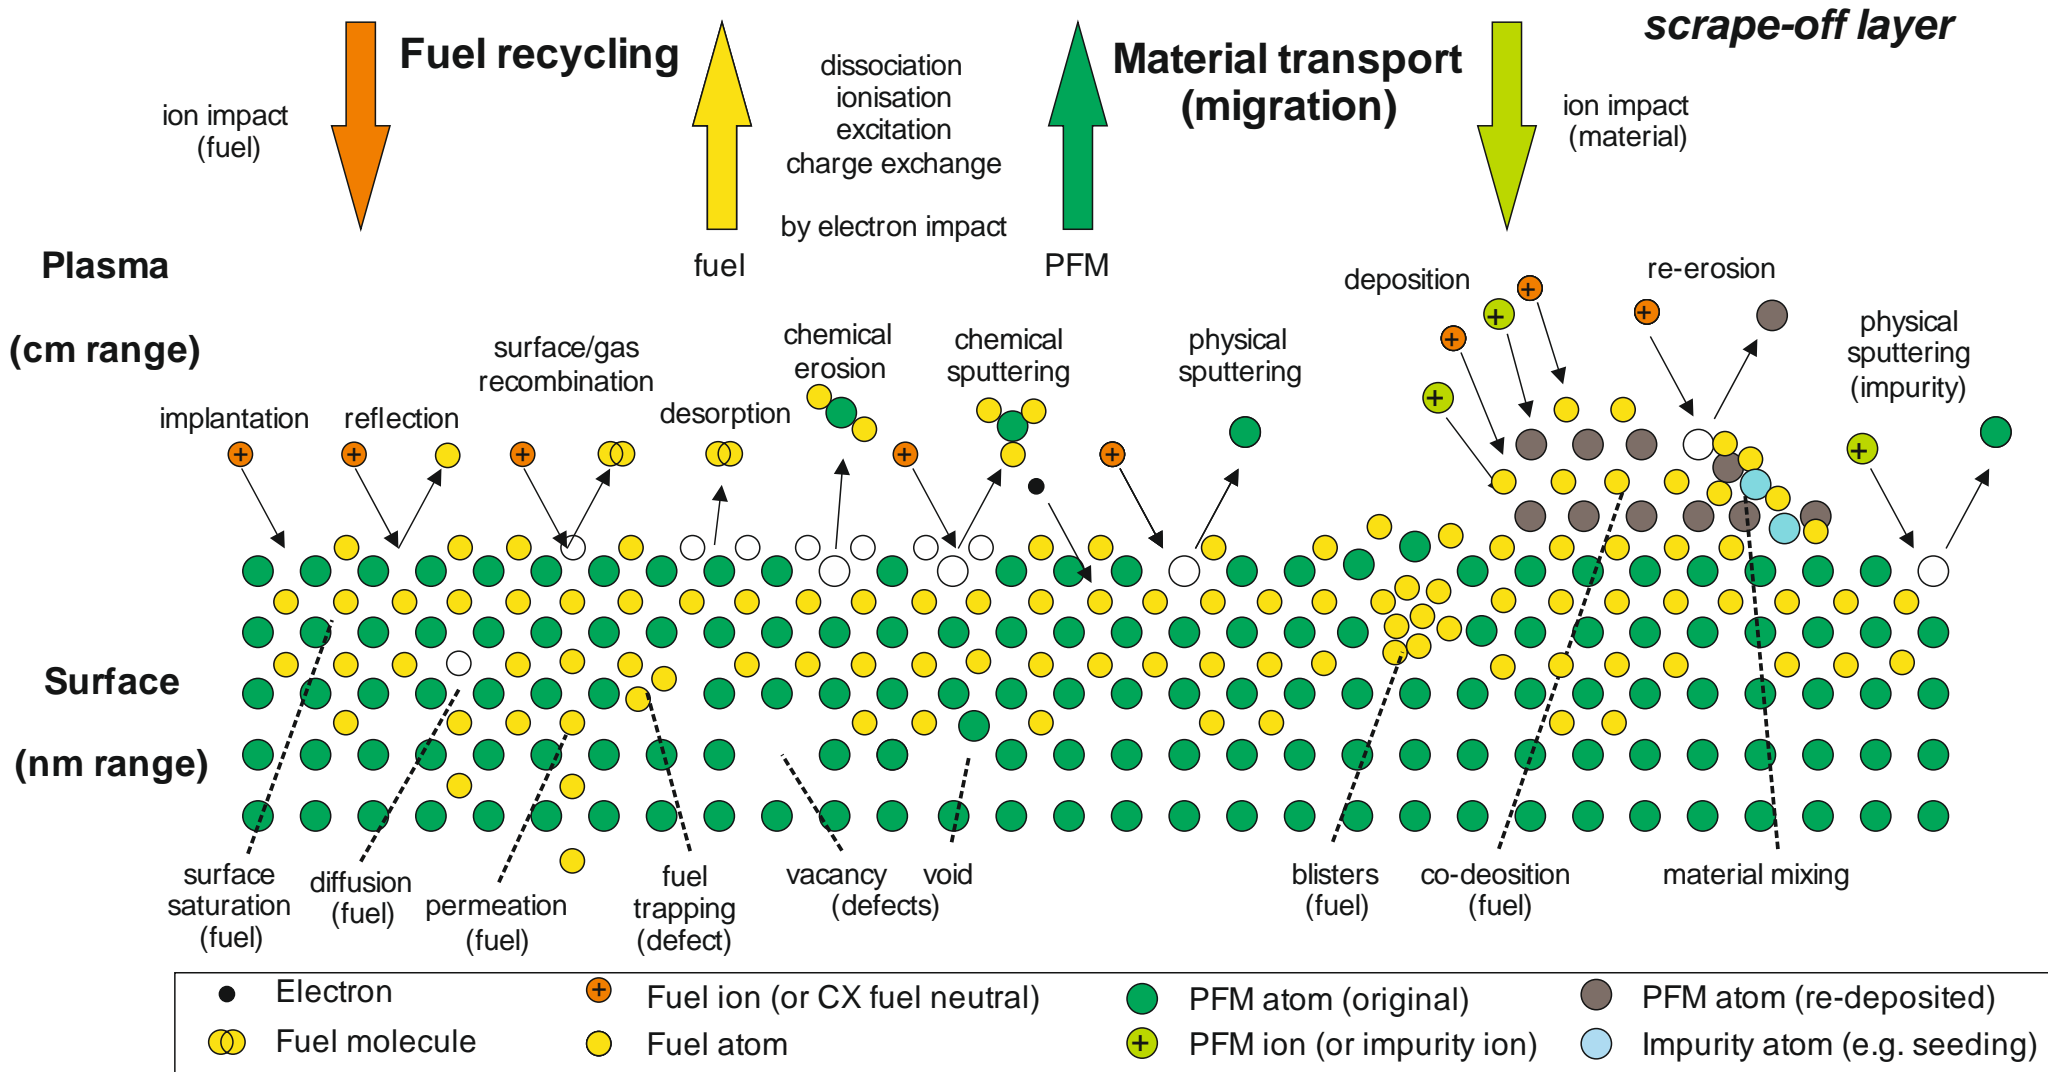 scrape-off layer
Fuel recycling
Material transport
(migration)
dissociation
ionisation
excitation
charge exchange
by electron impact
ion impact
(fuel)
ion impact
(material)
fuel
PFM
Plasma
(cm range)
deposition
re-erosion
implantation
reflection
surface/gas
recombination
desorption
chemical
erosion
chemical
sputtering
physical
sputtering
physical
sputtering
(impurity)
Surface
(nm range)
surface
saturation
(fuel)
diffusion
(fuel)
permeation
(fuel)
fuel
trapping
(defect)
vacancy void
(defects)
blisters
(fuel)
co-deosition
(fuel)
material mixing
Electron
Fuel ion (or CX fuel neutral)
PFM atom (original)
PFM atom (re-deposited)
Fuel molecule
Fuel atom
PFM ion (or impurity ion)
Impurity atom (e.g. seeding)